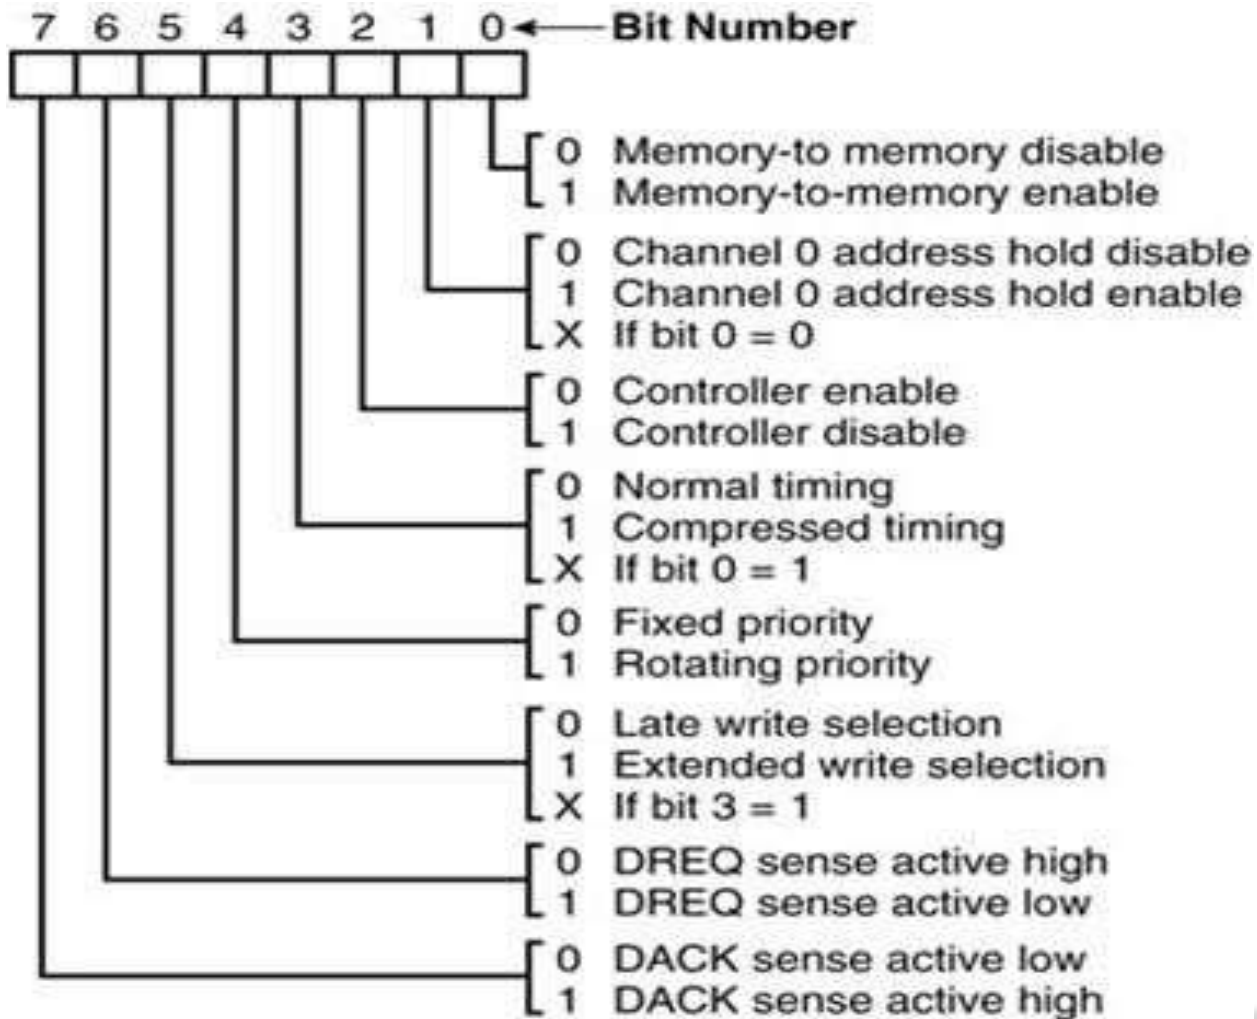 7 6 5 4 3 2 1 0 Bit Number
0 Memory-to memory disable
1 Memory-to-memory enable
0 Channel 0 address hold disable
1 Channel 0 address hold enable
X If bit 0 = 0
0 Controller enable
1 Controller disable
0 Normal timing
1 Compressed timing
X If bit 0 = 1
0 Fixed priority
1 Rotating priority
0 Late write selection
1 Extended write selection
X If bit 3 = 1
0 DREQ sense active high
1 DREQ sense active low
0 DACK sense active low
1 DACK sense active high